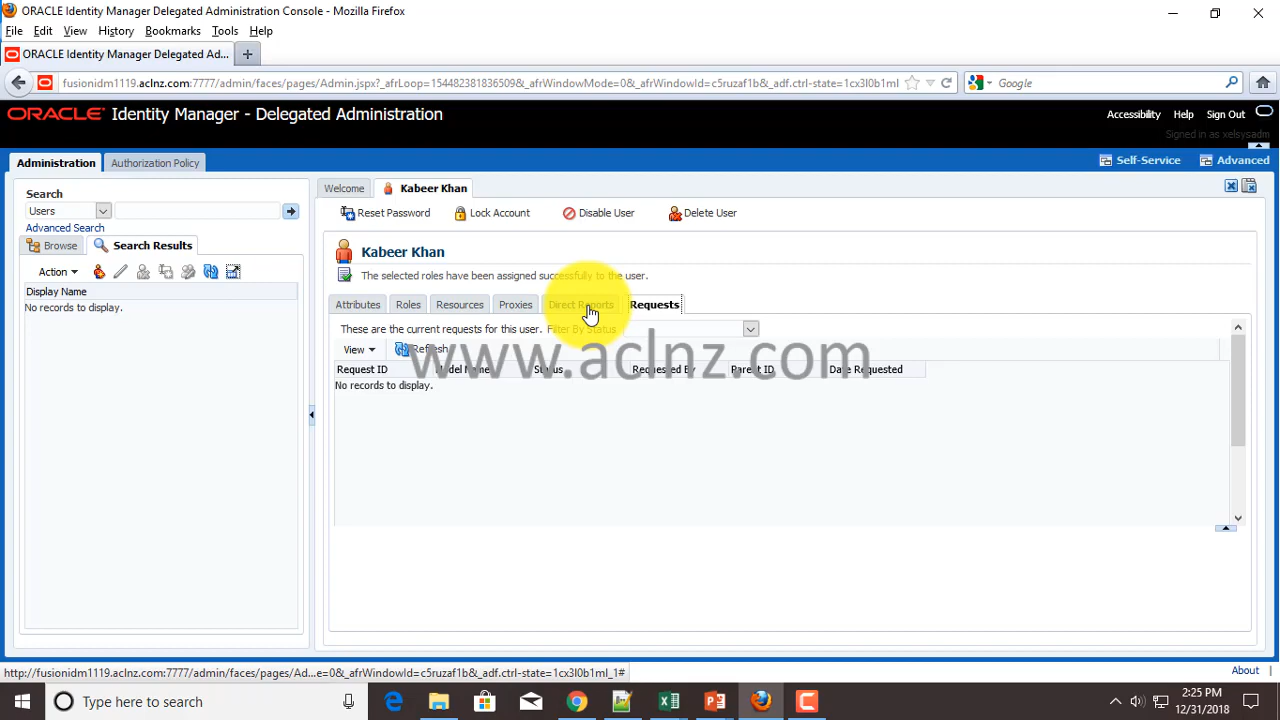 ORACLE Identity Manager Delegated Administration Console - Mozilla Firefox
File Edit View History Bookmarks Tools Help
ORACLE Identity Manager Delegated Ad...
fusionidm1119.aclnz.com:7777/admin/faces/pages/Admin.jspx?_afrLoop=154482381836509&_afrWindowMode=0&_afrWindowId=c5ruzaf1b&_adf.ctrl-state=1cx3l0b1ml
Google
ORACLE Identity Manager - Delegated Administration
Accessibility Help Sign Out
Signed in as xelsysadm
Administration Authorization Policy
Self-Service Advanced
Search
Users
Advanced Search
Browse Search Results
Action
Display Name
No records to display.
Welcome Kabeer Khan
Reset Password Lock Account Disable User Delete User
Kabeer Khan
The selected roles have been assigned successfully to the user.
Attributes Roles Resources Proxies Direct Reports Requests
These are the current requests for this user. Filter By Status
View Refresh
www.aclnz.com
Request ID Model Name Status Requested By Parent ID Date Requested
No records to display.
http://fusionidm1119.aclnz.com:7777/admin/faces/pages/Ad...e=0&_afrWindowId=c5ruzaf1b&_adf.ctrl-state=1cx3l0b1ml_1#
About
Type here to search
2:25 PM
12/31/2018